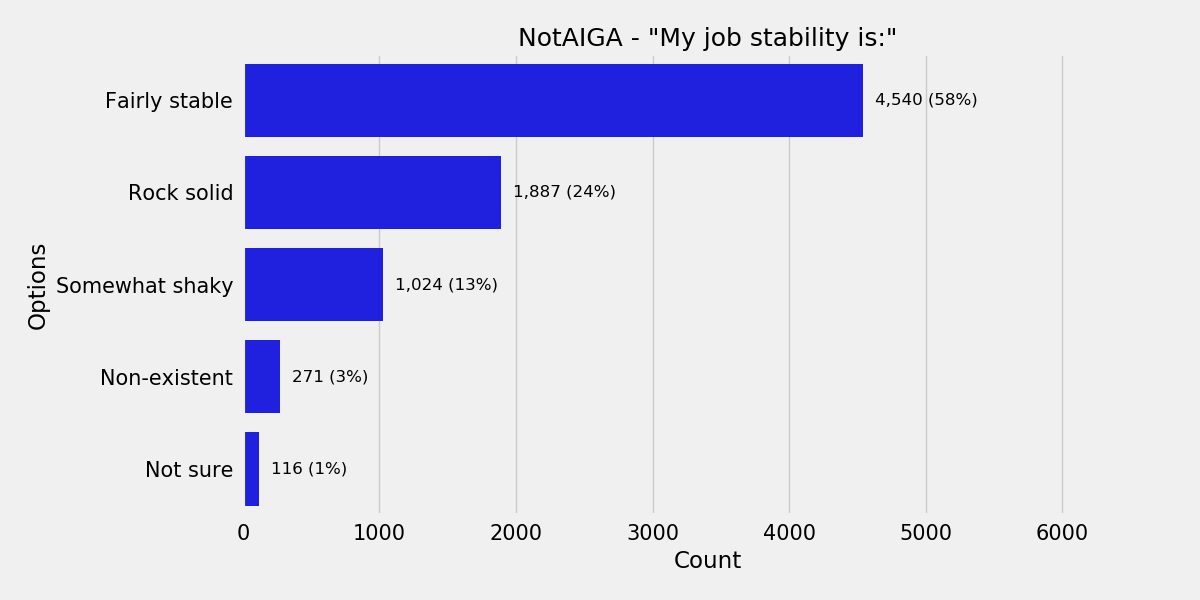 NotAIGA - "My job stability is:"
Fairly stable
4,540 (58%)
Rock solid
1,887 (24%)
Somewhat shaky
1,024 (13%)
Non-existent
271 (3%)
Not sure
116 (1%)
Options
0 1000 2000 3000 4000 5000 6000
Count